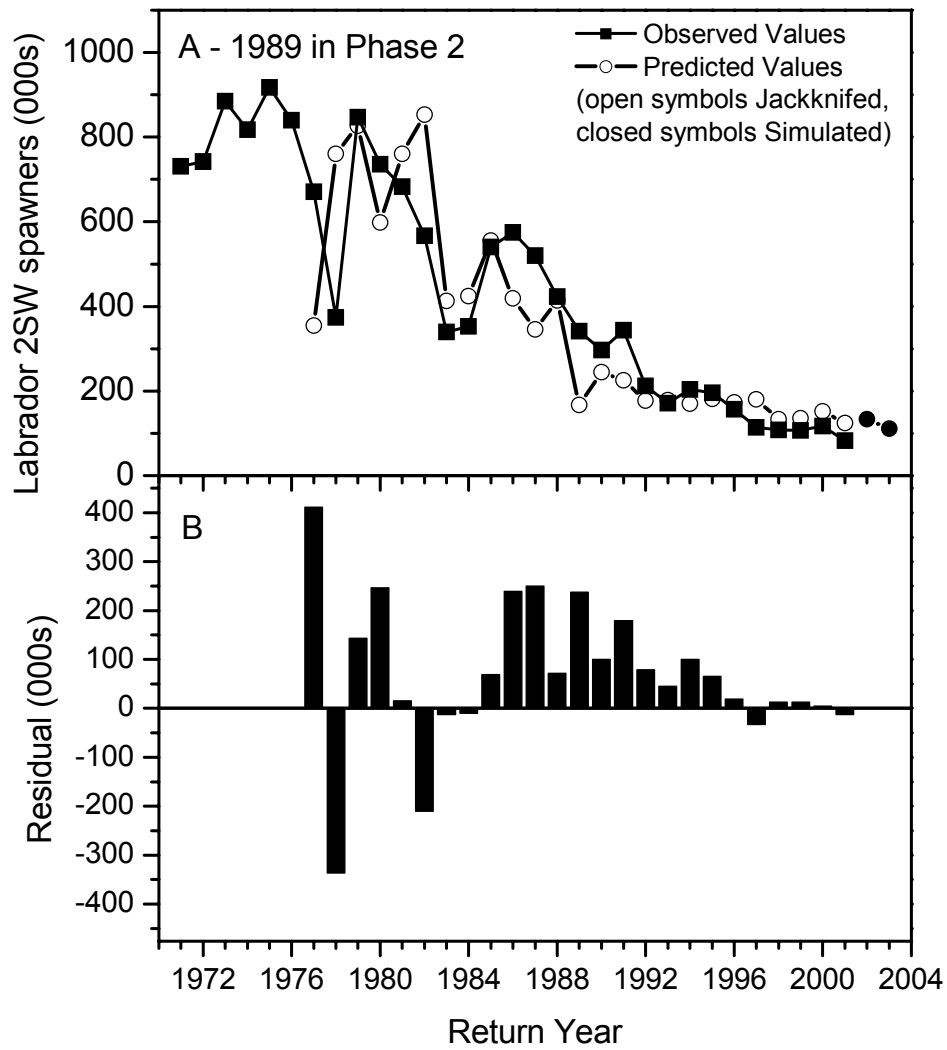 A - 1989 in Phase 2
Observed Values
Predicted Values
(open symbols Jackknifed,
closed symbols Simulated)
Labrador 2SW spawners (000s)
1000
800
600
400
200
0
B
Residual (000s)
400
300
200
100
0
-100
-200
-300
-400
1972 1976 1980 1984 1988 1992 1996 2000 2004
Return Year